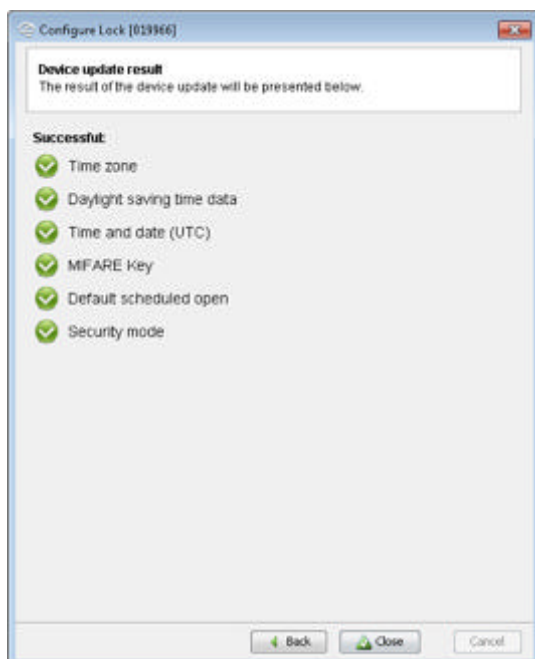 Configure Lock [019966]
Device update result
The result of the device update will be presented below.
Successful:
Time zone
Daylight saving time data
Time and date (UTC)
MIFARE Key
Default scheduled open
Security mode
Back
Close
Cancel